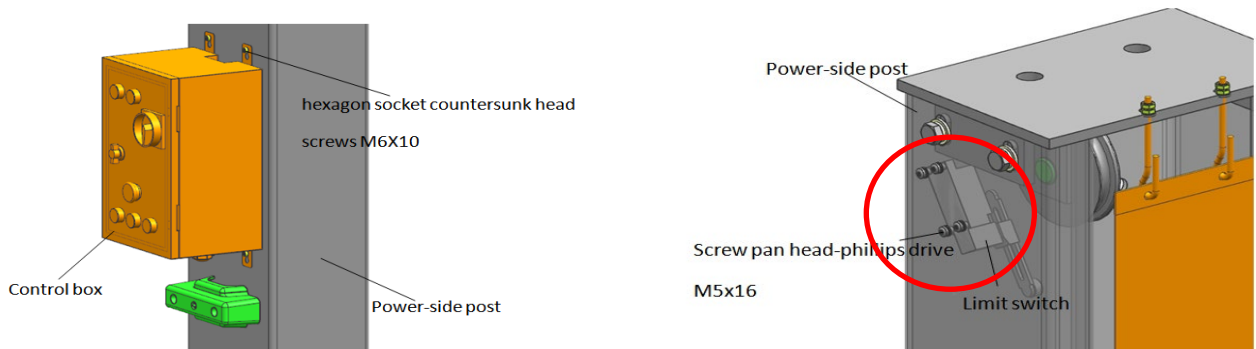 hexagon socket countersunk head
screws M6X10
Control box
Power-side post
Power-side post
Screw pan head-phillips drive
M5x16
Limit switch